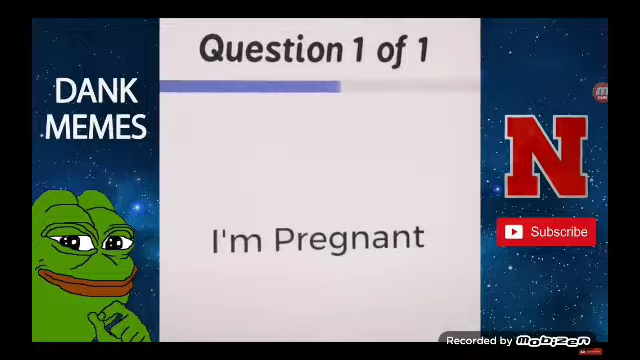 Question 1 of 1
DANK
MEMES
I'm Pregnant
N
Subscribe
Recorded by Mobizen